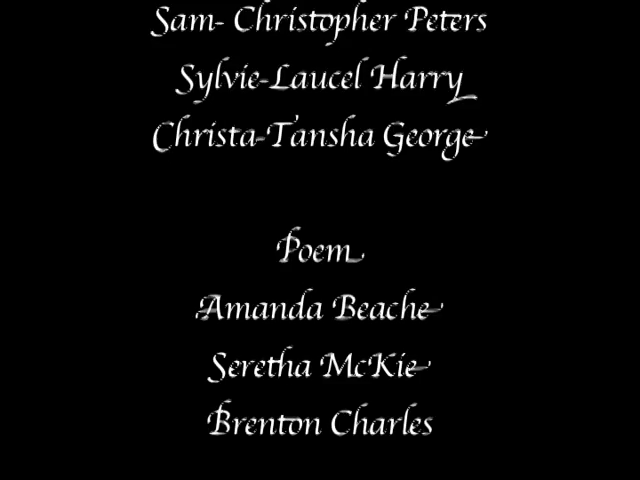 Sam- Christopher Peters
Sylvie-Laucel Harry
Christa-Tansha George
Poem
Amanda Beache
Seretha McKie
Brenton Charles